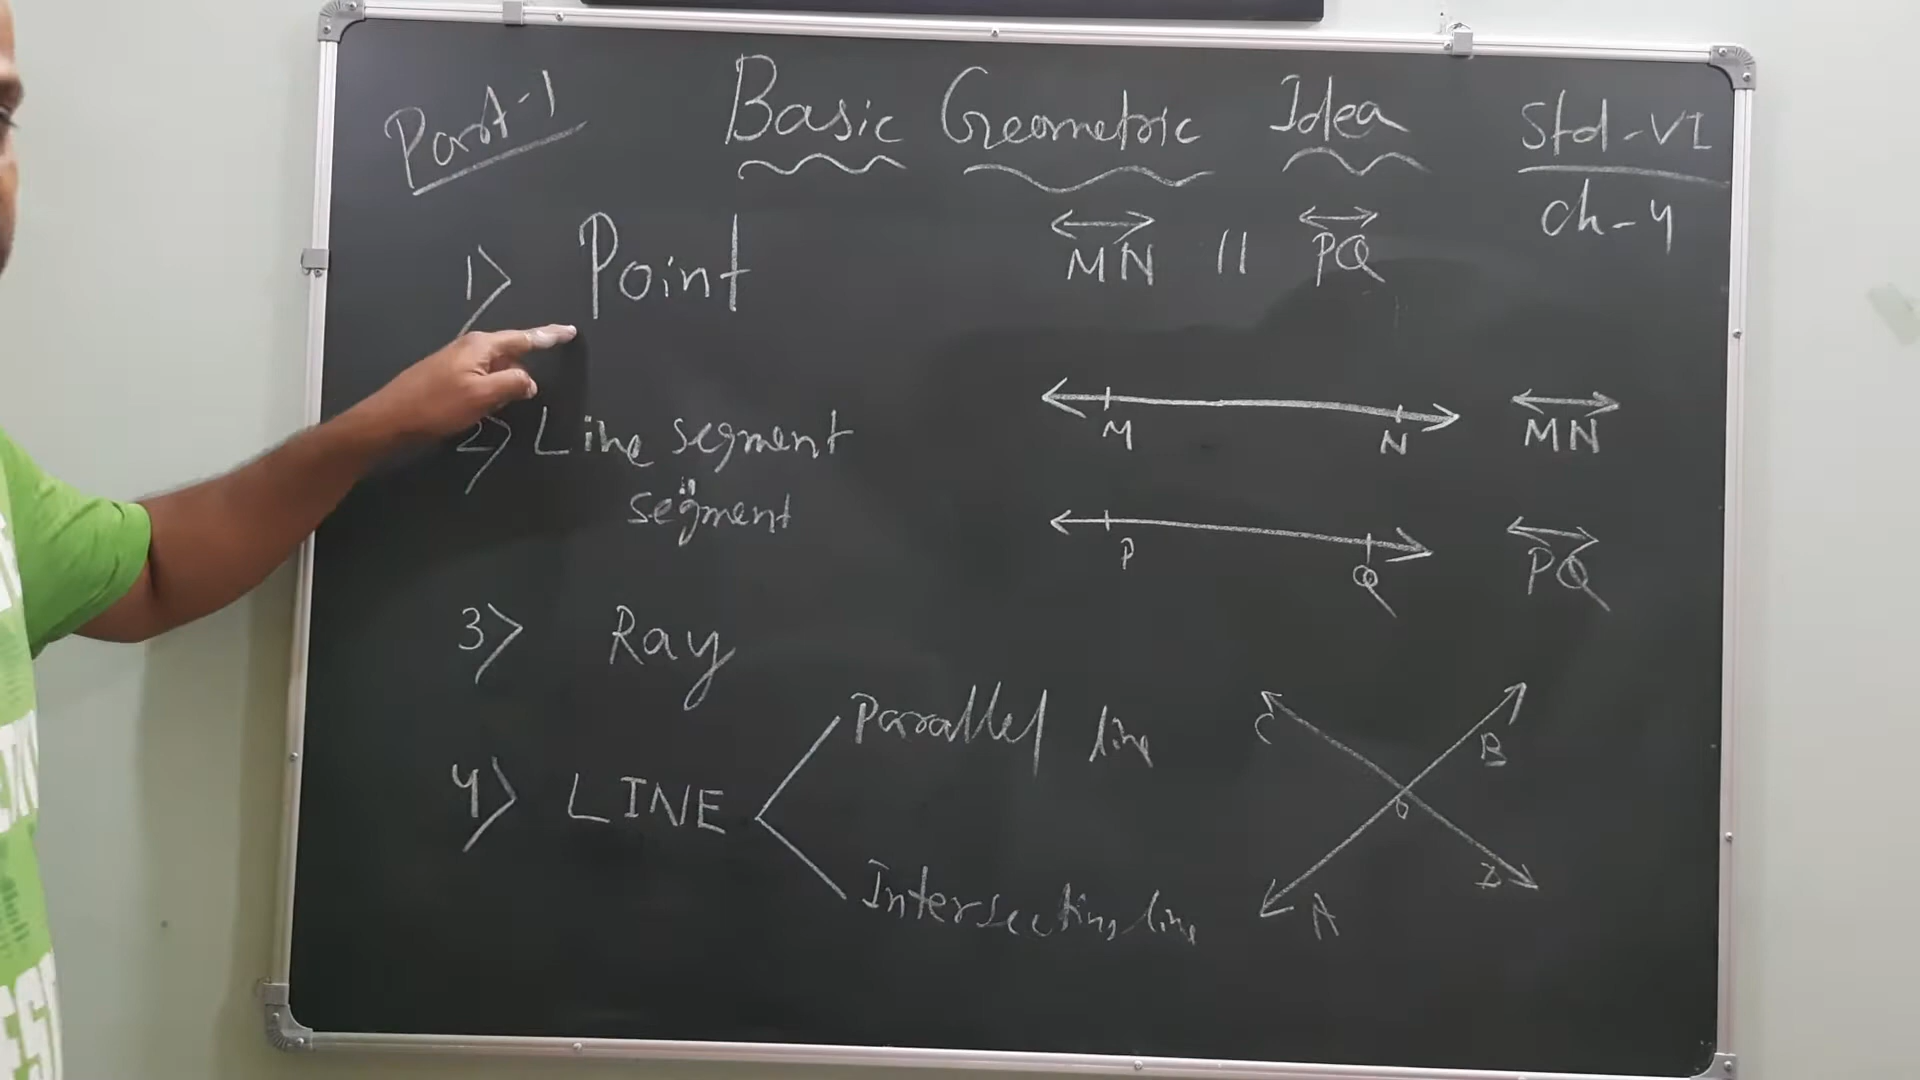 Part-1 Basic Geometric Idea Std-VI
Ch-4
1> Point
MN || PQ
2> Line segment
segment
M N MN
P Q PQ
3> Ray
4> LINE
Parallel line
Intersecting line
C B
O
A D